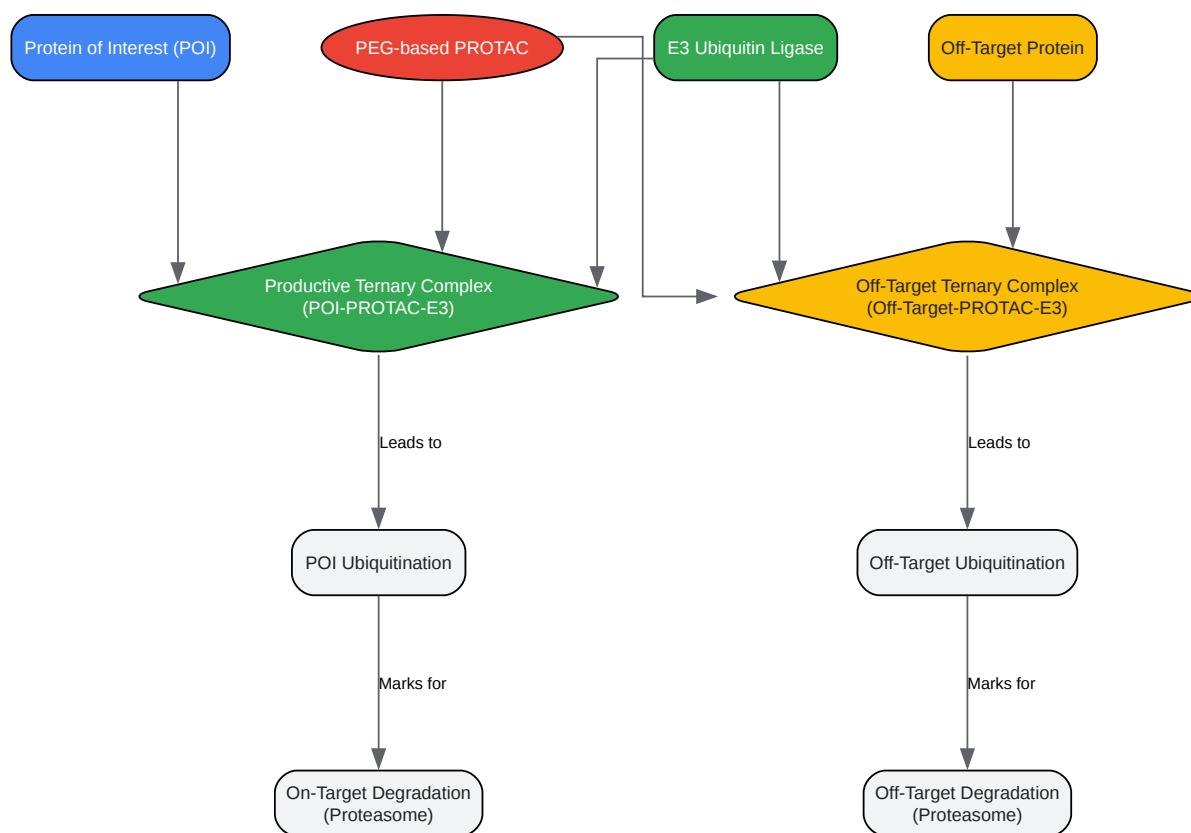 Protein of Interest (POI)
PEG-based PROTAC
E3 Ubiquitin Ligase
Off-Target Protein
Productive Ternary Complex
(POI-PROTAC-E3)
Off-Target Ternary Complex
(Off-Target-PROTAC-E3)
Leads to
Leads to
POI Ubiquitination
Off-Target Ubiquitination
Marks for
Marks for
On-Target Degradation
(Proteasome)
Off-Target Degradation
(Proteasome)